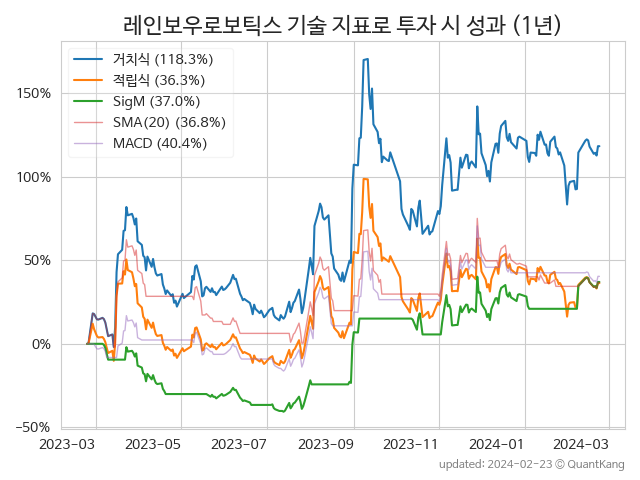 레인보우로보틱스 기술 지표로 투자 시 성과 (1년)
거치식 (118.3%)
적립식 (36.3%)
SigM (37.0%)
SMA(20) (36.8%)
MACD (40.4%)
150%
100%
50%
0%
−50%
2023-03 2023-05 2023-07 2023-09 2023-11 2024-01 2024-03
updated: 2024-02-23 © QuantKang